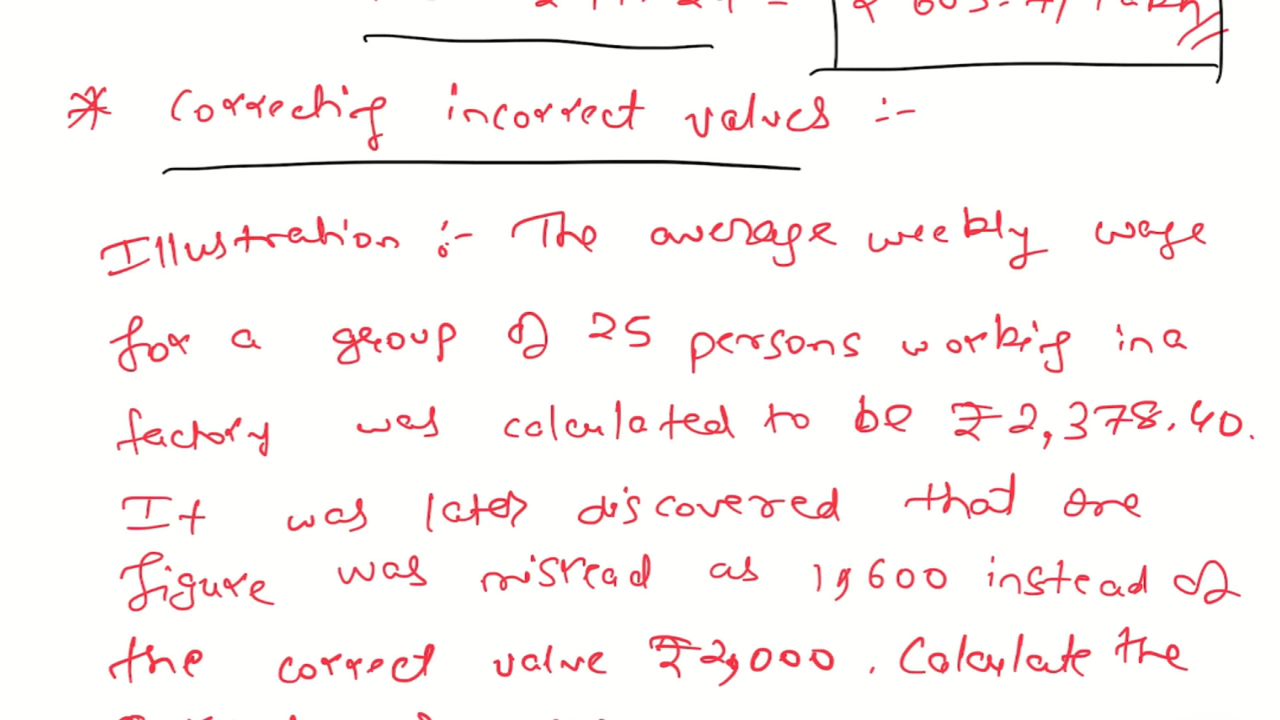 * Correcting incorrect values :-
Illustration :- The average weekly wage
for a group of 25 persons working in a
factory was calculated to be ₹2,378.40.
It was later discovered that one
figure was misread as 1,600 instead of
the correct value ₹2,000. Calculate the